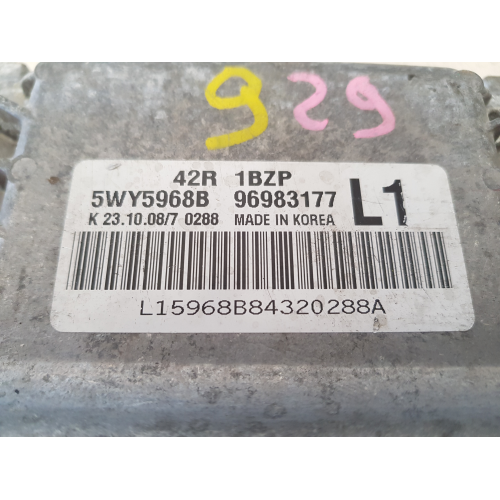 929
42R 1BZP
5WY5968B 96983177 L1
K 23.10.08/7 0288 MADE IN KOREA
L15968B84320288A